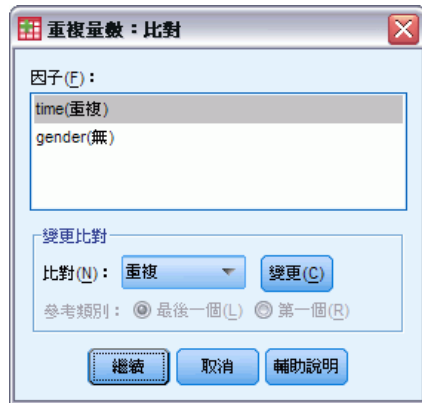 重複量數：比對
因子(F)：
time(重複)
gender(無)
變更比對
比對(N)： 重複 變更(C)
參考類別： 最後一個(L) 第一個(R)
繼續 取消 輔助說明